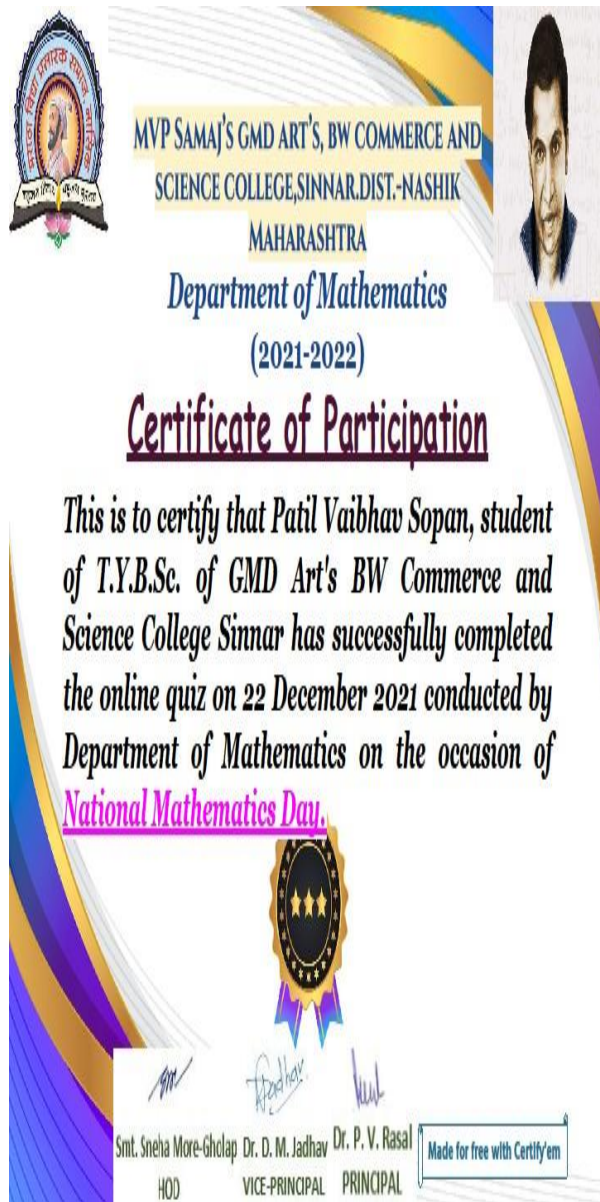 मराठा विद्या प्रसारक समाज, नाशिक
MVP SAMAJ'S GMD ART'S, BW COMMERCE AND
SCIENCE COLLEGE,SINNAR.DIST.-NASHIK
MAHARASHTRA
Department of Mathematics
(2021-2022)
Certificate of Participation
This is to certify that Patil Vaibhav Sopan, student
of T.Y.B.Sc. of GMD Art's BW Commerce and
Science College Sinnar has successfully completed
the online quiz on 22 December 2021 conducted by
Department of Mathematics on the occasion of
National Mathematics Day.
Smt. Sneha More-Gholap Dr. D. M. Jadhav Dr. P. V. Rasal
HOD VICE-PRINCIPAL PRINCIPAL
Made for free with Certify'em